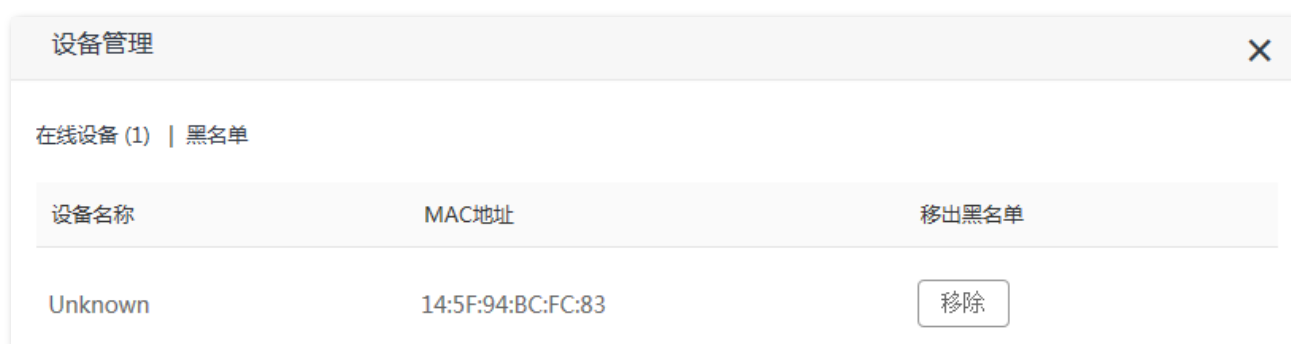 设备管理
在线设备 (1) | 黑名单
设备名称 MAC地址 移出黑名单
Unknown 14:5F:94:BC:FC:83 移除